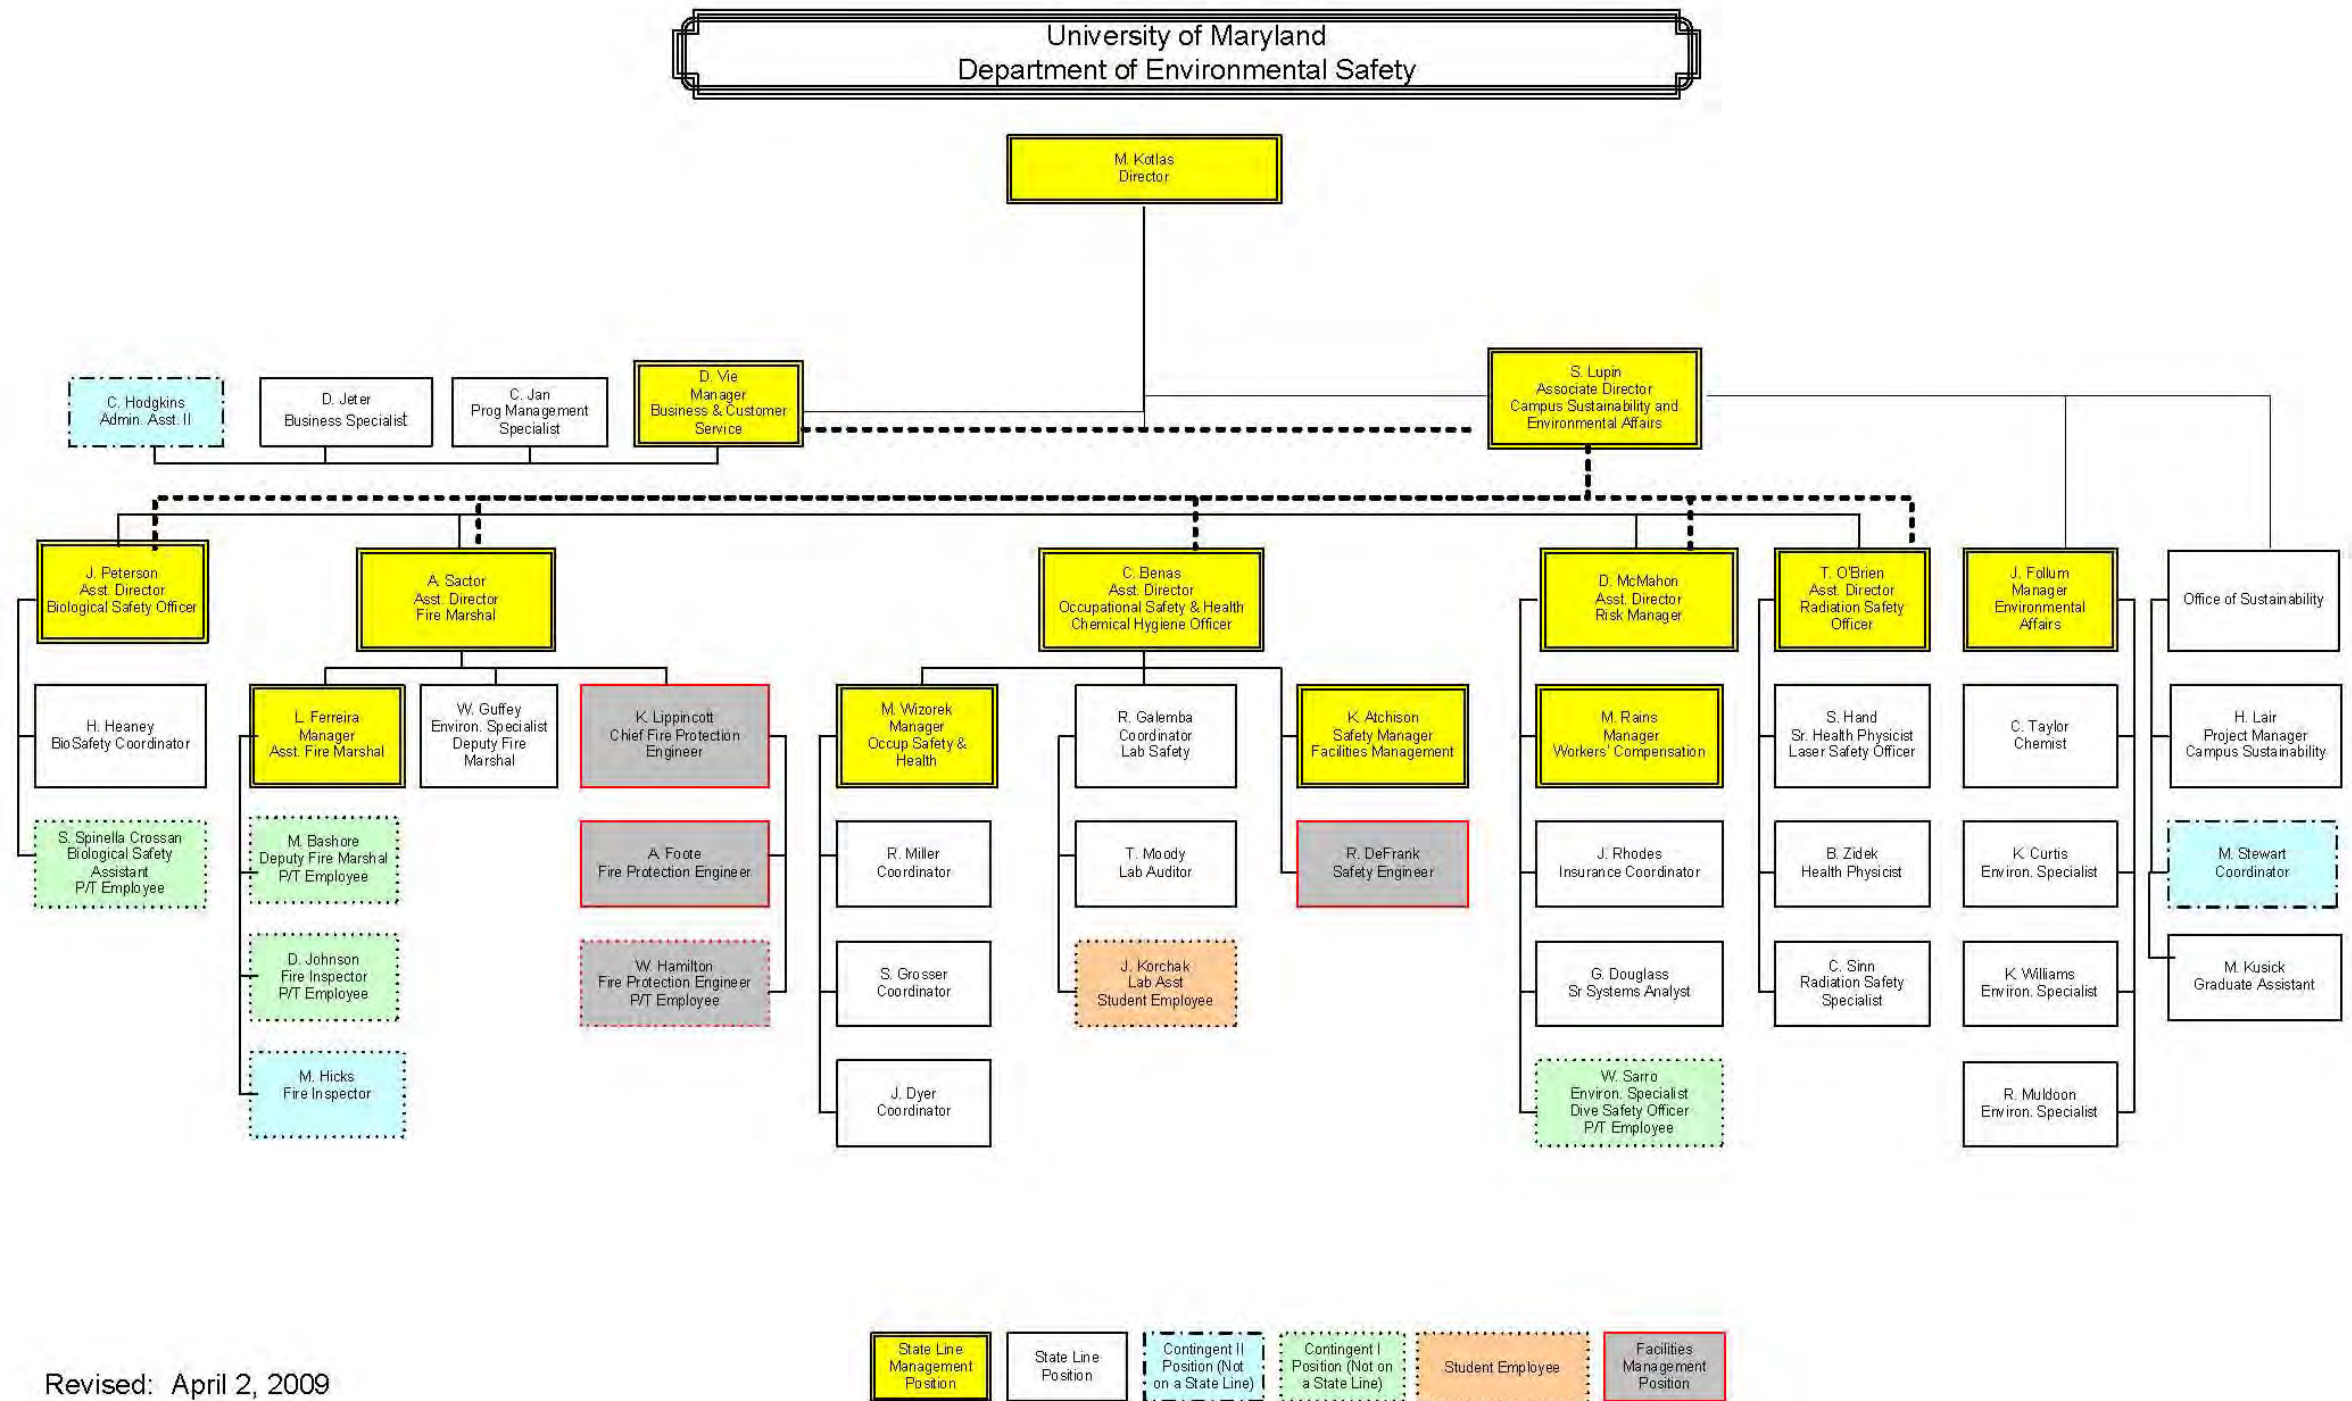 University of Maryland
Department of Environmental Safety
M. Kotlas
Director
C. Hodgkins
Admin. Asst. II
D. Jeter
Business Specialist
C. Jan
Prog Management
Specialist
D. Vie
Manager
Business & Customer
Service
S. Lupin
Associate Director
Campus Sustainability and
Environmental Affairs
J. Peterson
Asst. Director
Biological Safety Officer
A. Sactor
Asst. Director
Fire Marshal
C. Benas
Asst. Director
Occupational Safety & Health
Chemical Hygiene Officer
D. McMahon
Asst. Director
Risk Manager
T. O'Brien
Asst. Director
Radiation Safety
Officer
J. Follum
Manager
Environmental
Affairs
Office of Sustainability
H. Heaney
BioSafety Coordinator
L. Ferreira
Manager
Asst. Fire Marshal
W. Guffey
Environ. Specialist
Deputy Fire
Marshal
K. Lippincott
Chief Fire Protection
Engineer
M. Wizorek
Manager
Occup Safety &
Health
R. Galemba
Coordinator
Lab Safety
K. Atchison
Safety Manager
Facilities Management
M. Rains
Manager
Workers' Compensation
S. Hand
Sr. Health Physicist
Laser Safety Officer
C. Taylor
Chemist
H. Lair
Project Manager
Campus Sustainability
S. Spinella Crossan
Biological Safety
Assistant
P/T Employee
M. Bashore
Deputy Fire Marshal
P/T Employee
A. Foote
Fire Protection Engineer
R. Miller
Coordinator
T. Moody
Lab Auditor
R. DeFrank
Safety Engineer
J. Rhodes
Insurance Coordinator
B. Zidek
Health Physicist
K. Curtis
Environ. Specialist
M. Stewart
Coordinator
D. Johnson
Fire Inspector
P/T Employee
W. Hamilton
Fire Protection Engineer
P/T Employee
S. Grosser
Coordinator
J. Korchak
Lab Asst
Student Employee
G. Douglass
Sr Systems Analyst
C. Sinn
Radiation Safety
Specialist
K. Williams
Environ. Specialist
M. Kusick
Graduate Assistant
M. Hicks
Fire Inspector
J. Dyer
Coordinator
W. Sarro
Environ. Specialist
Dive Safety Officer
P/T Employee
R. Muldoon
Environ. Specialist
Revised: April 2, 2009
State Line
Management
Position
State Line
Position
Contingent II
Position (Not
on a State Line)
Contingent I
Position (Not on
a State Line)
Student Employee
Facilities
Management
Position